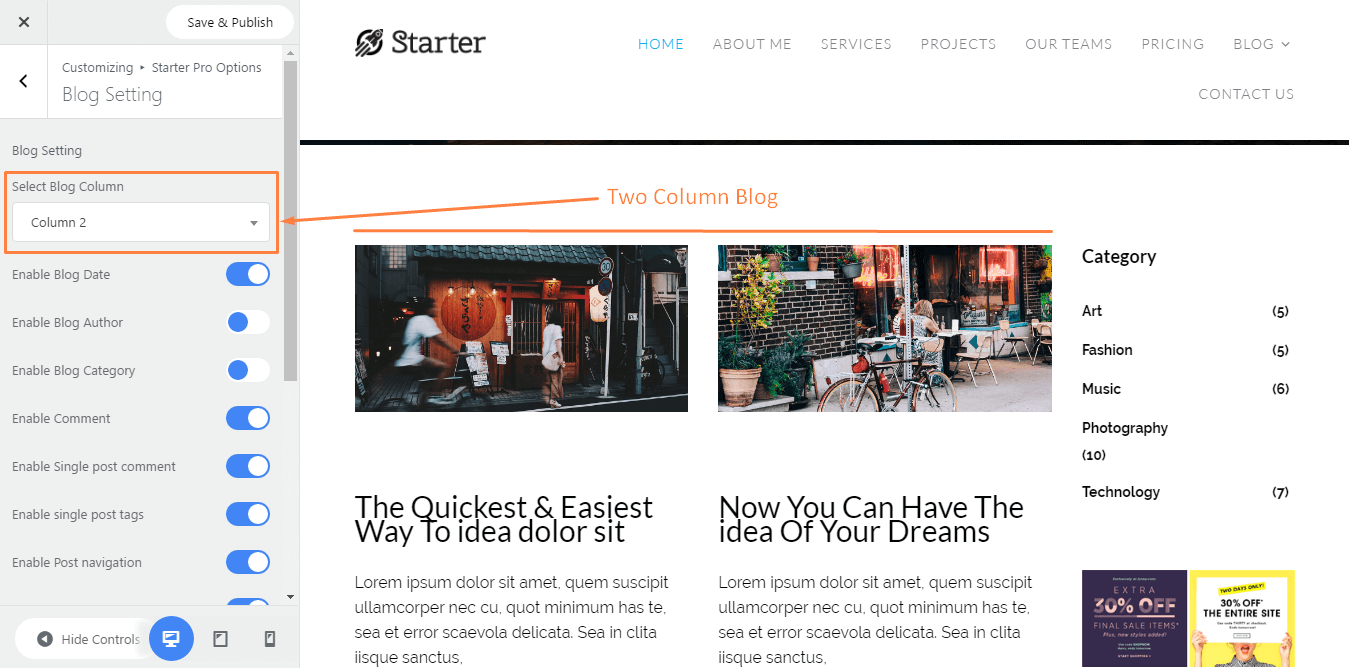 Save & Publish
Customizing ▸ Starter Pro Options
Blog Setting
Blog Setting
Select Blog Column
Column 2
Enable Blog Date
Enable Blog Author
Enable Blog Category
Enable Comment
Enable Single post comment
Enable single post tags
Enable Post navigation
Hide Controls
Starter
HOME
ABOUT ME
SERVICES
PROJECTS
OUR TEAMS
PRICING
BLOG
CONTACT US
Two Column Blog
The Quickest & Easiest
Way To idea dolor sit
Lorem ipsum dolor sit amet, quem suscipit
ullamcorper nec cu, quot minimum has te,
sea et error scaevola delicata. Sea in clita
iisque sanctus,
Now You Can Have The
idea Of Your Dreams
Lorem ipsum dolor sit amet, quem suscipit
ullamcorper nec cu, quot minimum has te,
sea et error scaevola delicata. Sea in clita
iisque sanctus,
Category
Art (5)
Fashion (5)
Music (6)
Photography
(10)
Technology (7)
EXTRA
30% OFF
FINAL SALE ITEMS*
Plus, new styles added!
TWO DAYS ONLY!
30% OFF*
THE ENTIRE SITE